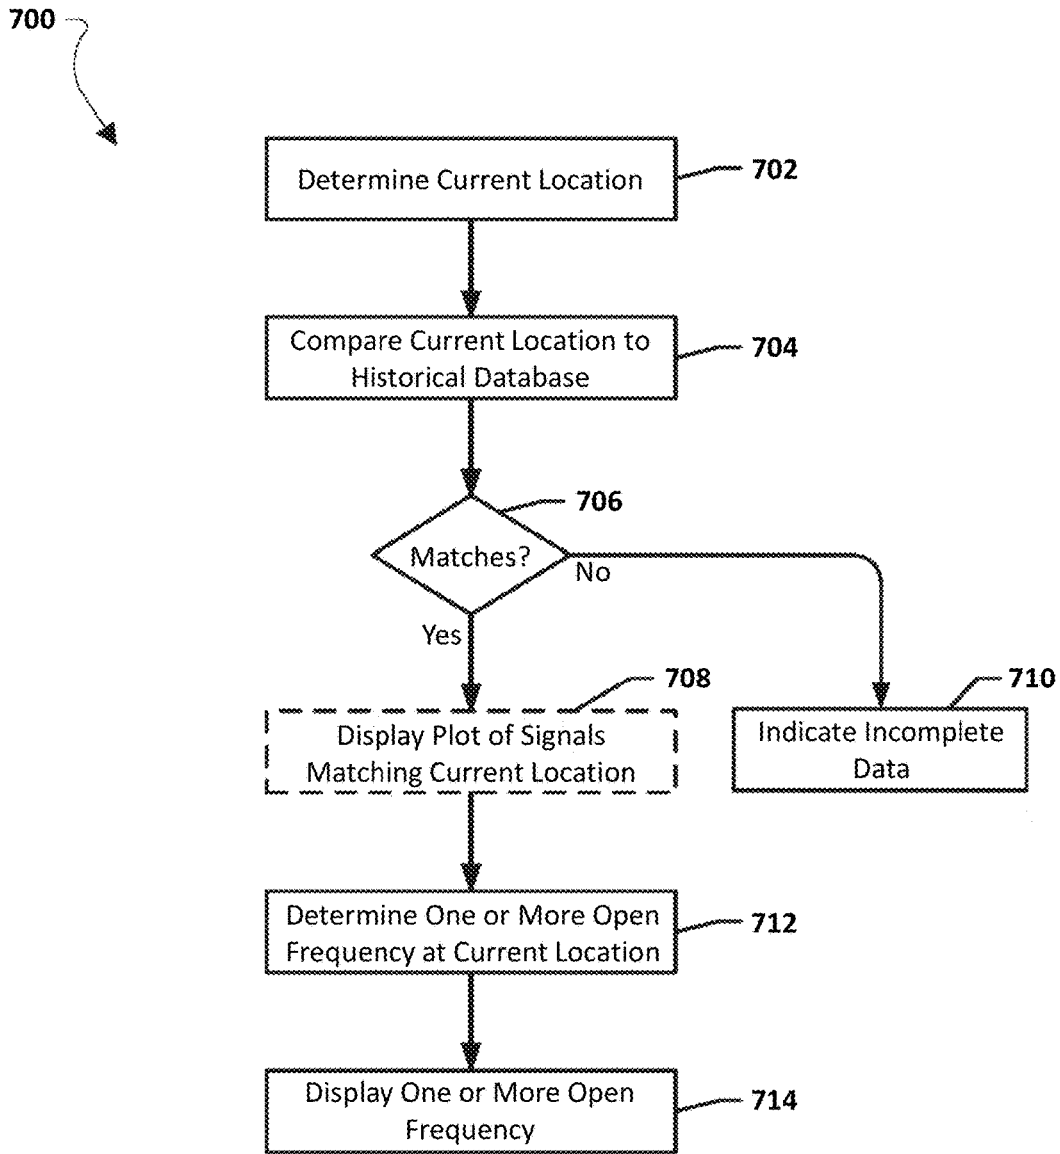 700
Determine Current Location
702
Compare Current Location to
Historical Database
704
706
Matches?
No
Yes
708
Display Plot of Signals
Matching Current Location
710
Indicate Incomplete
Data
Determine One or More Open
Frequency at Current Location
712
Display One or More Open
Frequency
714